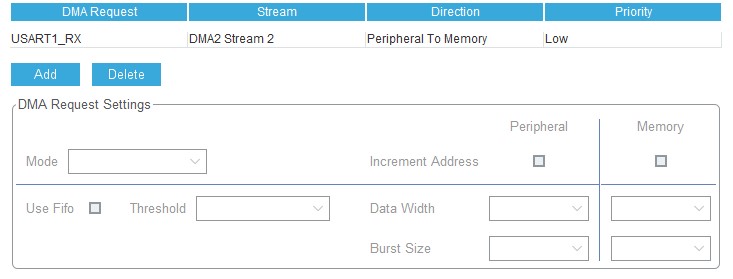 DMA Request Stream Direction Priority
USART1_RX DMA2 Stream 2 Peripheral To Memory Low
Add Delete
DMA Request Settings
Peripheral Memory
Mode Increment Address
Use Fifo Threshold Data Width
Burst Size